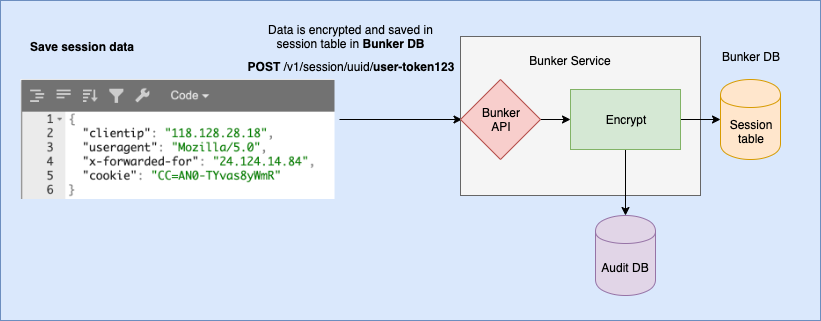 Save session data
Data is encrypted and saved in
session table in Bunker DB
POST /v1/session/uuid/user-token123
Code
1 {
2 "clientip": "118.128.28.18",
3 "useragent": "Mozilla/5.0",
4 "x-forwarded-for": "24.124.14.84",
5 "cookie": "CC=AN0-TYvas8yWmR"
6 }
Bunker Service
Bunker
API
Encrypt
Bunker DB
Session
table
Audit DB